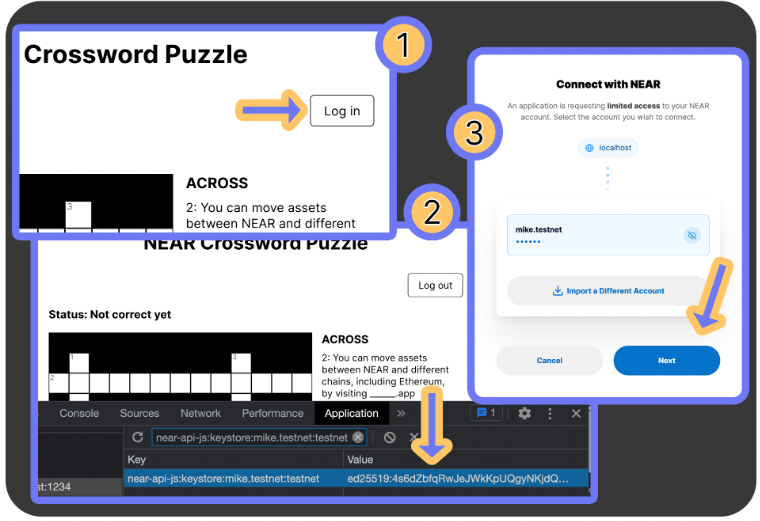 Crossword Puzzle
1
Log in
3
ACROSS
2: You can move assets
between NEAR and different
2
NEAR Crossword Puzzle
Log out
Status: Not correct yet
1
3
2
ACROSS
2: You can move assets
between NEAR and different
chains, including Ethereum,
by visiting _____.app
Console Sources Network Performance Application » 1
near-api-js:keystore:mike.testnet:testnet
Key Value
near-api-js:keystore:mike.testnet:testnet ed25519:4s6dZbfqRwJeJWkKpUQgyNKjdQ...
st:1234
3
Connect with NEAR
An application is requesting limited access to your NEAR
account. Select the account you wish to connect.
localhost
mike.testnet
••••••
Import a Different Account
Cancel Next